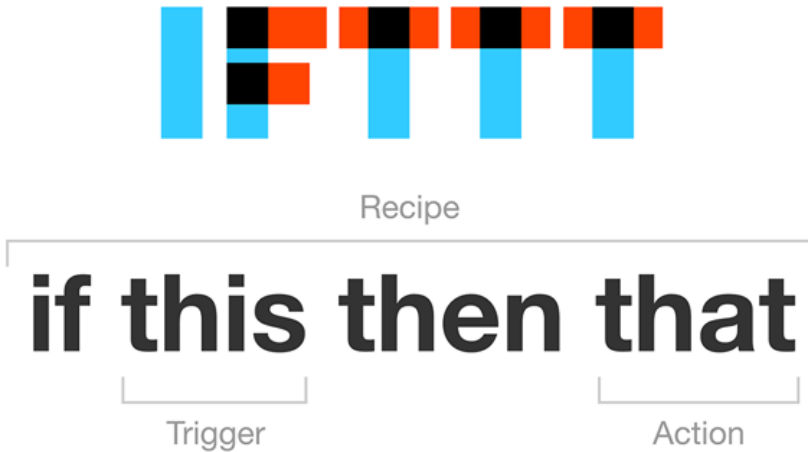 IFTTT
Recipe
if this then that
Trigger Action